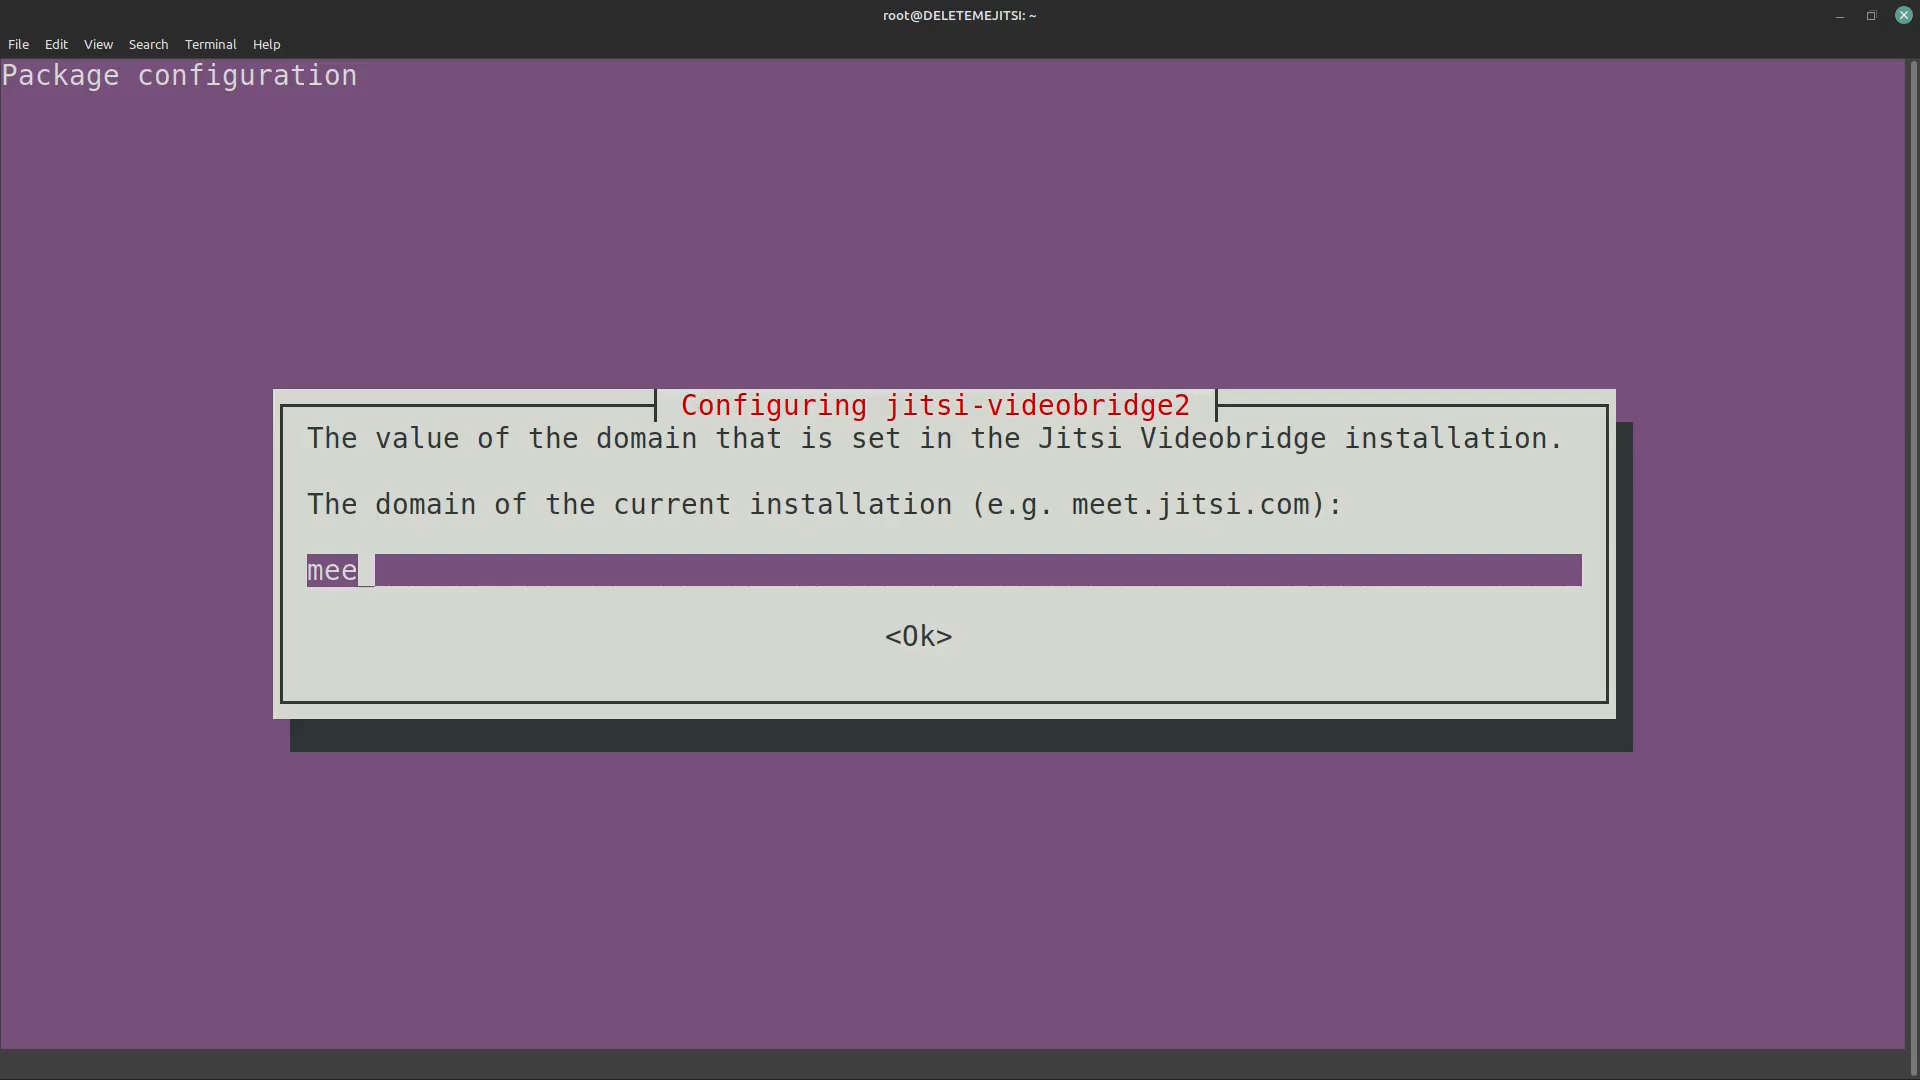 root@DELETEMEJITSI: ~
File Edit View Search Terminal Help
Package configuration
Configuring jitsi-videobridge2
The value of the domain that is set in the Jitsi Videobridge installation.
The domain of the current installation (e.g. meet.jitsi.com):
mee
<Ok>